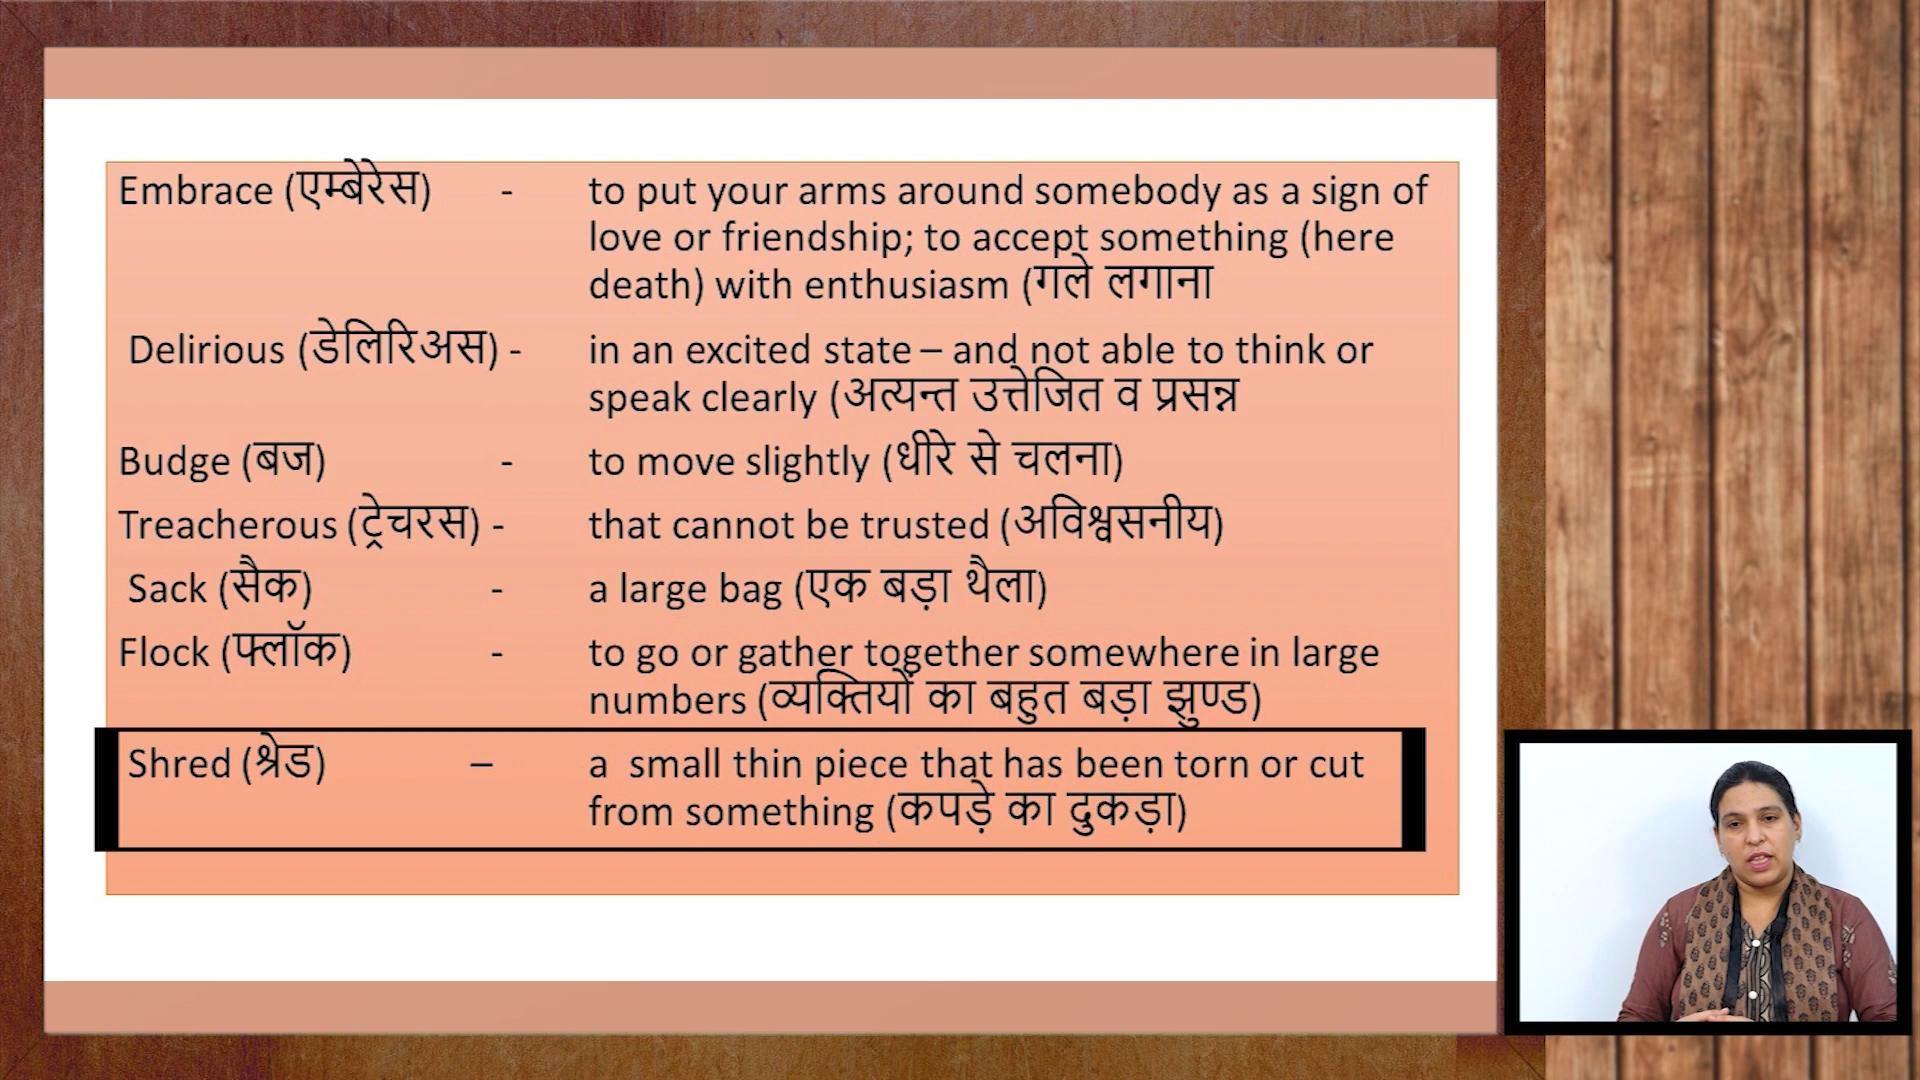 Embrace (एम्बेरेस) - to put your arms around somebody as a sign of
love or friendship; to accept something (here
death) with enthusiasm (गले लगाना
Delirious (डेलिरिअस) - in an excited state – and not able to think or
speak clearly (अत्यन्त उत्तेजित व प्रसन्न
Budge (बज) - to move slightly (धीरे से चलना)
Treacherous (ट्रेचरस) - that cannot be trusted (अविश्वसनीय)
Sack (सैक) - a large bag (एक बड़ा थैला)
Flock (फ्लॉक) - to go or gather together somewhere in large
numbers (व्यक्तियों का बहुत बड़ा झुण्ड)
Shred (श्रेड) – a small thin piece that has been torn or cut
from something (कपड़े का दुकड़ा)